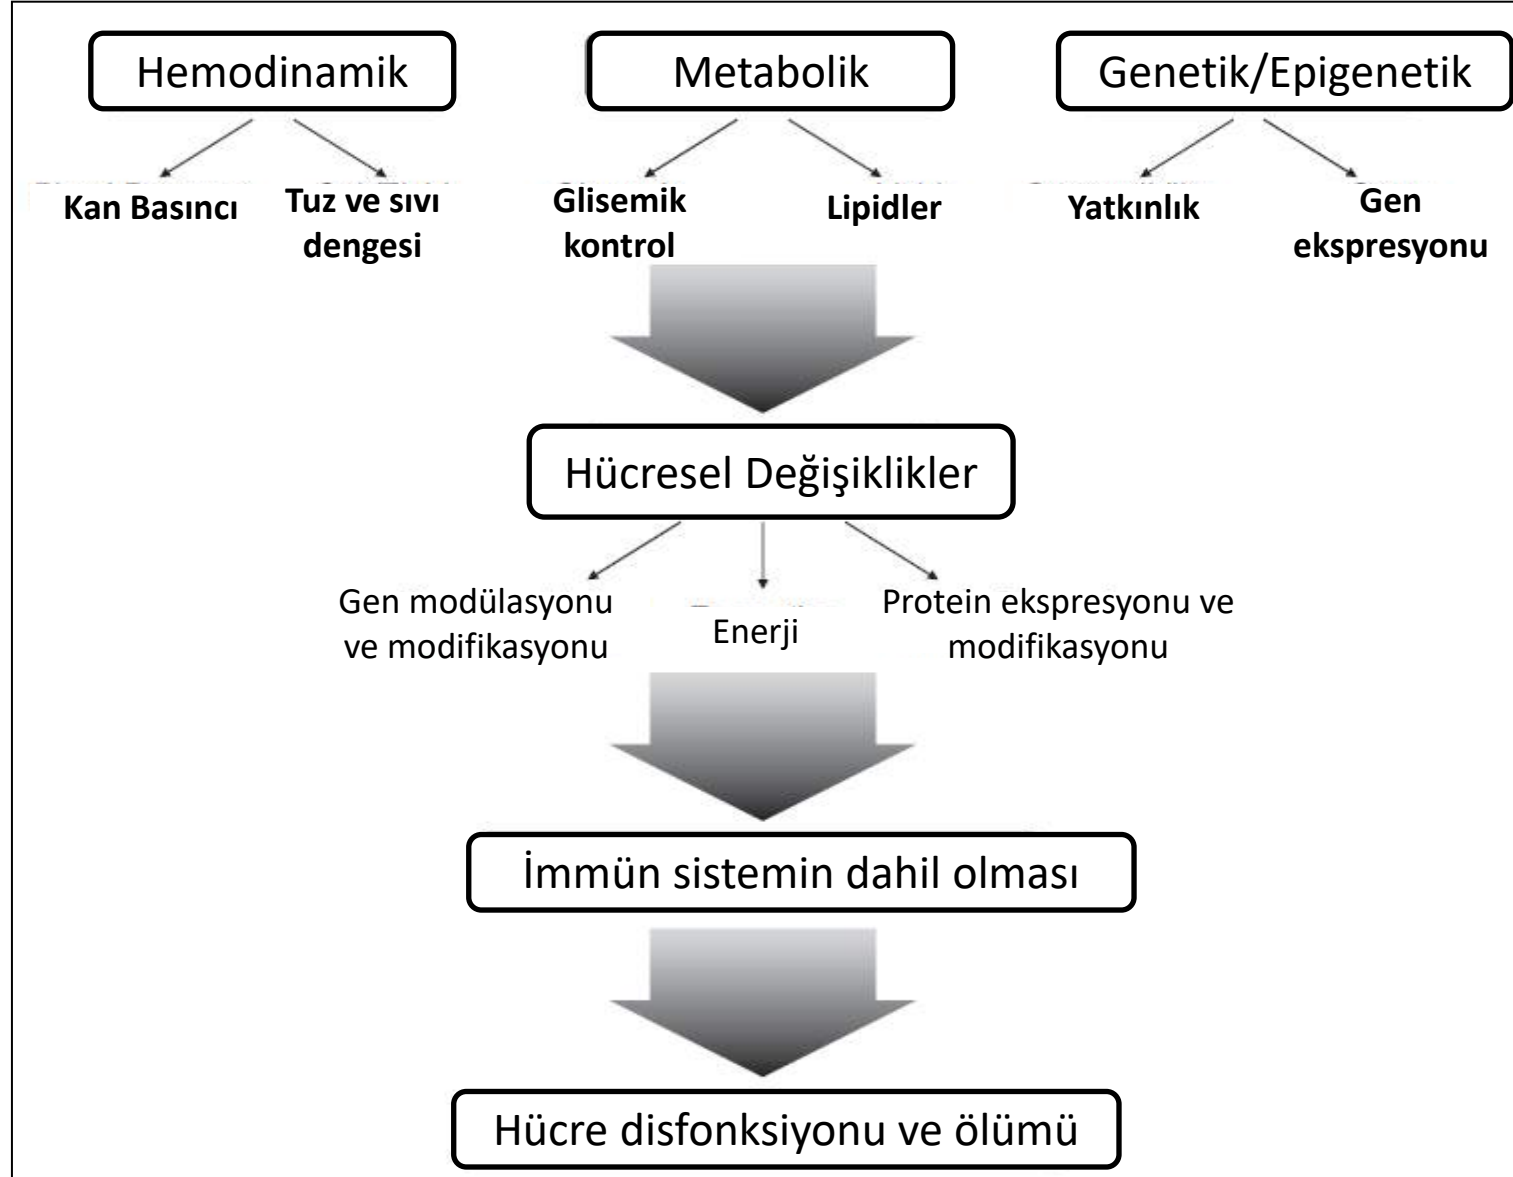 Hemodinamik
Metabolik
Genetik/Epigenetik
Kan Basıncı
Tuz ve sıvı
dengesi
Glisemik
kontrol
Lipidler
Yatkınlık
Gen
ekspresyonu
Hücresel Değişiklikler
Gen modülasyonu
ve modifikasyonu
Enerji
Protein ekspresyonu ve
modifikasyonu
İmmün sistemin dahil olması
Hücre disfonksiyonu ve ölümü